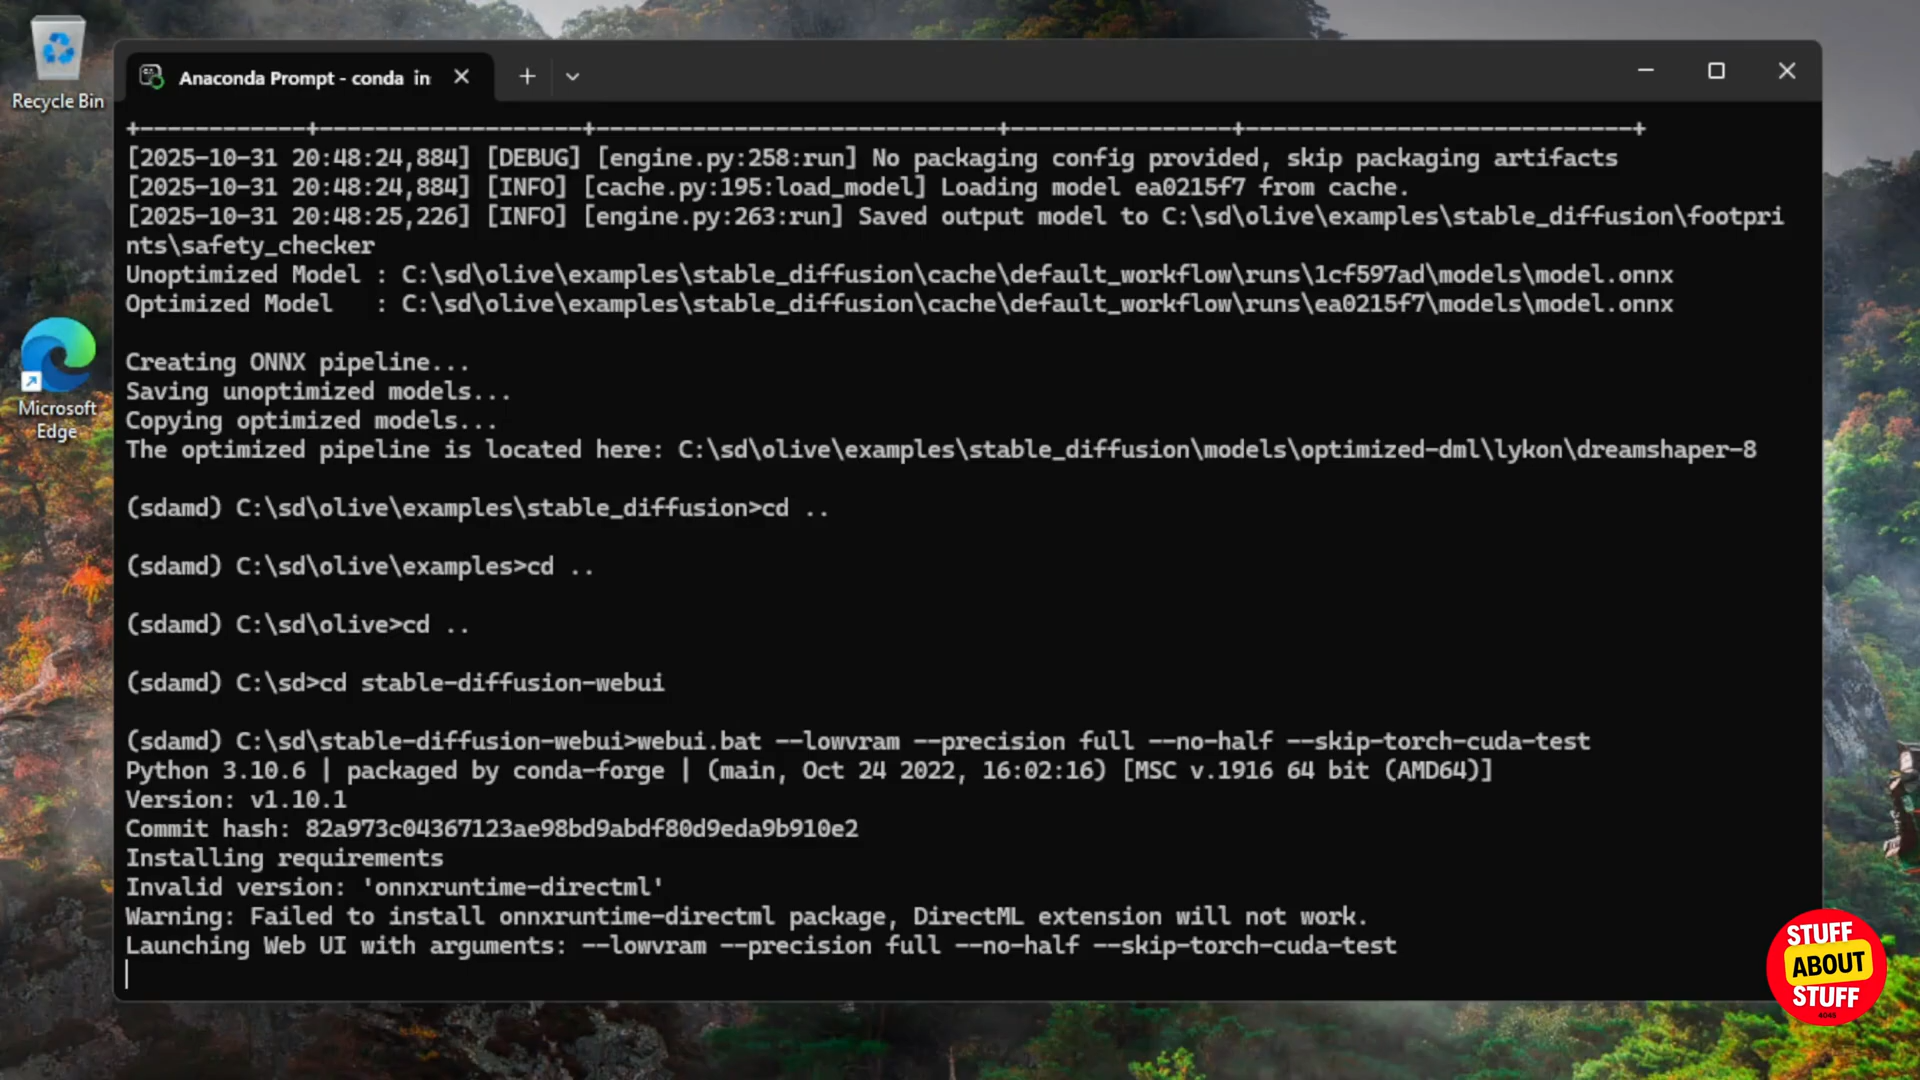 Recycle Bin
Microsoft
Edge
Anaconda Prompt - conda in
+------------+-------------------+-----------------------------+----------------+----------------------------+
[2025-10-31 20:48:24,884] [DEBUG] [engine.py:258:run] No packaging config provided, skip packaging artifacts
[2025-10-31 20:48:24,884] [INFO] [cache.py:195:load_model] Loading model ea0215f7 from cache.
[2025-10-31 20:48:25,226] [INFO] [engine.py:263:run] Saved output model to C:\sd\olive\examples\stable_diffusion\footpri
nts\safety_checker
Unoptimized Model : C:\sd\olive\examples\stable_diffusion\cache\default_workflow\runs\1cf597ad\models\model.onnx
Optimized Model   : C:\sd\olive\examples\stable_diffusion\cache\default_workflow\runs\ea0215f7\models\model.onnx
Creating ONNX pipeline...
Saving unoptimized models...
Copying optimized models...
The optimized pipeline is located here: C:\sd\olive\examples\stable_diffusion\models\optimized-dml\lykon\dreamshaper-8
(sdamd) C:\sd\olive\examples\stable_diffusion>cd ..
(sdamd) C:\sd\olive\examples>cd ..
(sdamd) C:\sd\olive>cd ..
(sdamd) C:\sd>cd stable-diffusion-webui
(sdamd) C:\sd\stable-diffusion-webui>webui.bat --lowvram --precision full --no-half --skip-torch-cuda-test
Python 3.10.6 | packaged by conda-forge | (main, Oct 24 2022, 16:02:16) [MSC v.1916 64 bit (AMD64)]
Version: v1.10.1
Commit hash: 82a973c04367123ae98bd9abdf80d9eda9b910e2
Installing requirements
Invalid version: 'onnxruntime-directml'
Warning: Failed to install onnxruntime-directml package, DirectML extension will not work.
Launching Web UI with arguments: --lowvram --precision full --no-half --skip-torch-cuda-test
STUFF
ABOUT
STUFF
4045